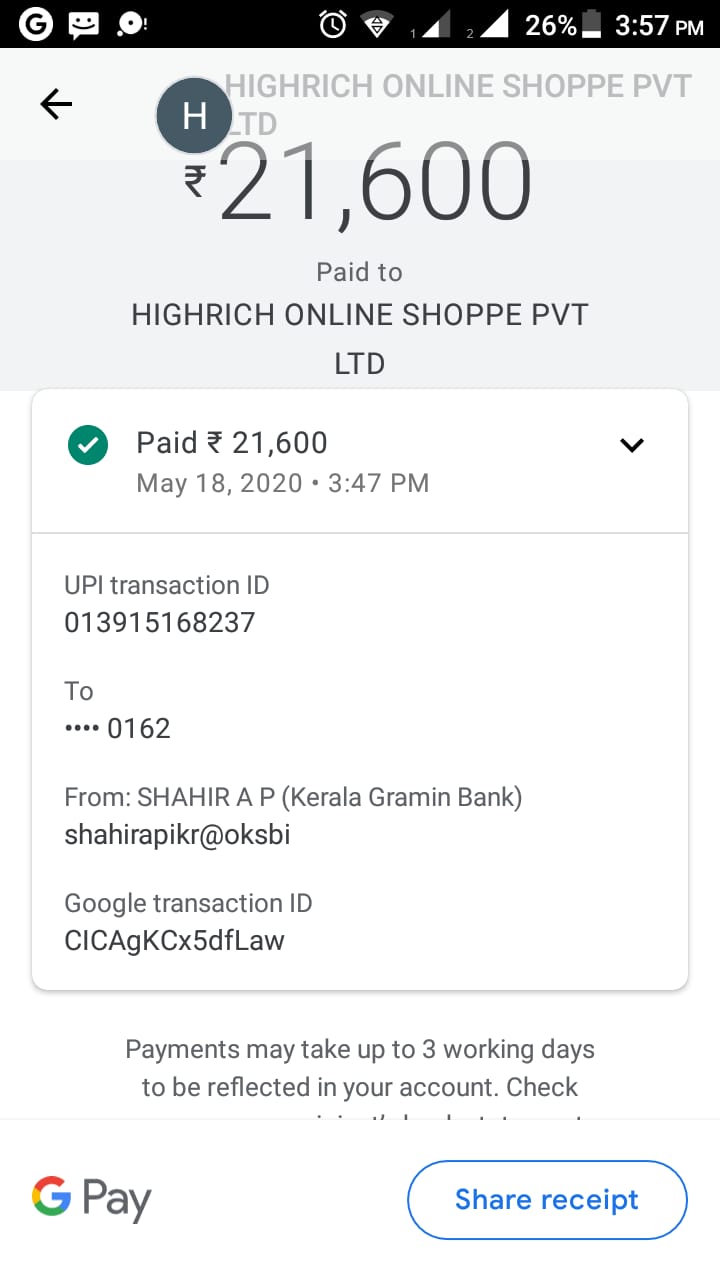 26% 3:57 PM
HIGHRICH ONLINE SHOPPE PVT
LTD
H
₹21,600
Paid to
HIGHRICH ONLINE SHOPPE PVT
LTD
Paid ₹ 21,600
May 18, 2020 • 3:47 PM
UPI transaction ID
013915168237
To
•••• 0162
From: SHAHIR A P (Kerala Gramin Bank)
shahirapikr@oksbi
Google transaction ID
CICAgKCx5dfLaw
Payments may take up to 3 working days
to be reflected in your account. Check
G Pay
Share receipt